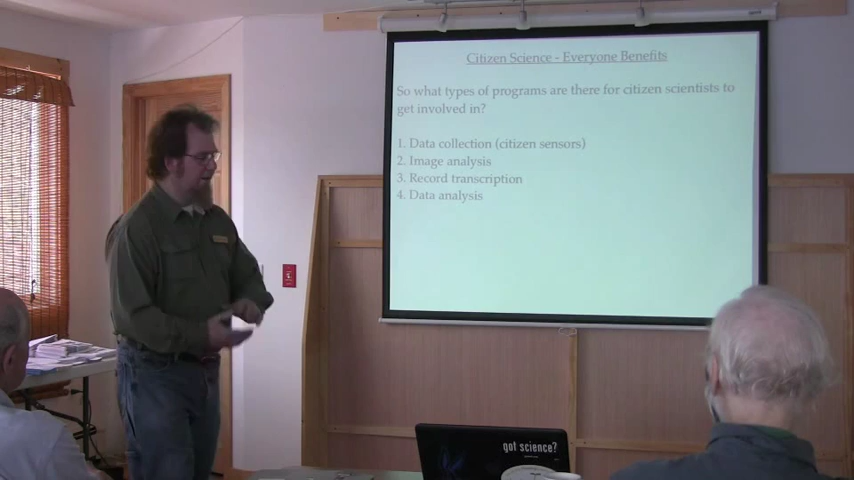 Citizen Science - Everyone Benefits
So what types of programs are there for citizen scientists to
get involved in?
1. Data collection (citizen sensors)
2. Image analysis
3. Record transcription
4. Data analysis
got science?